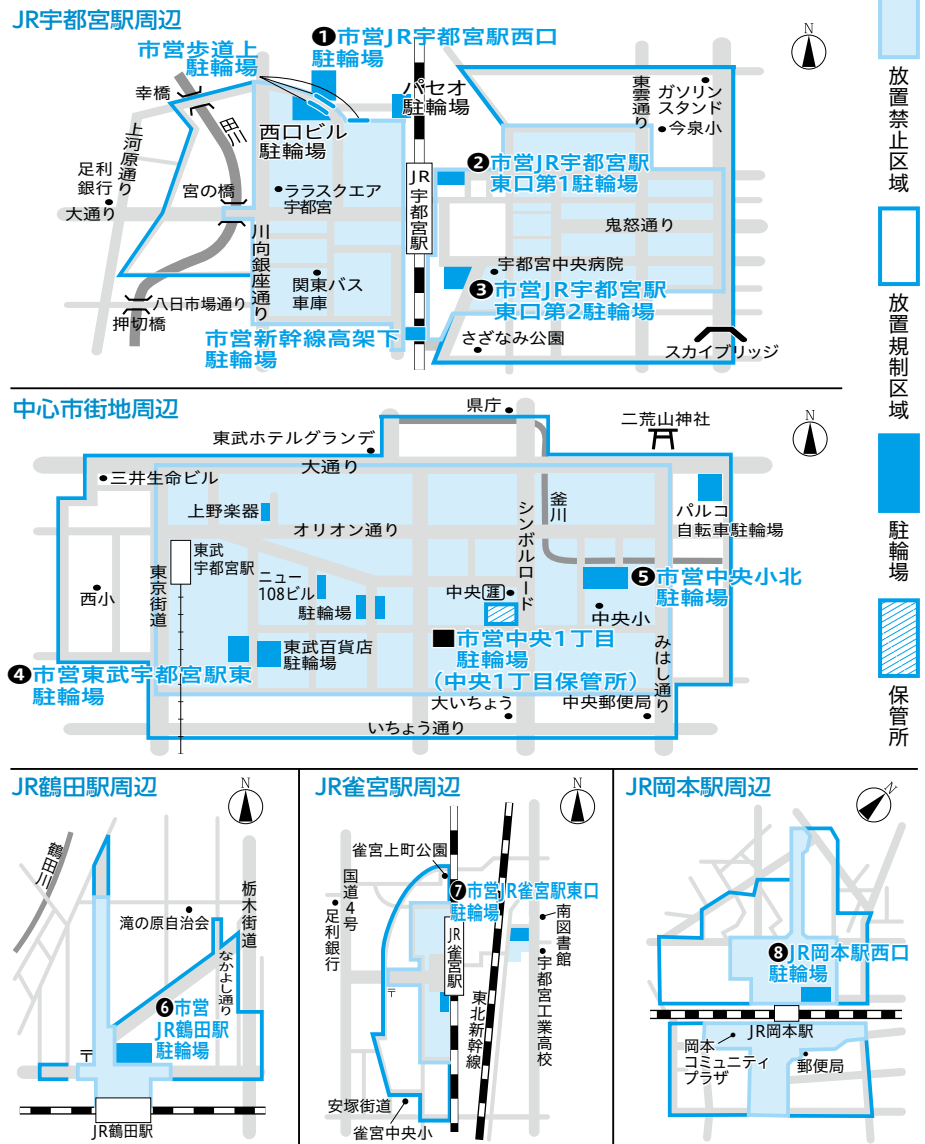 JR宇都宮駅周辺
市営歩道上
駐輪場
❶市営JR宇都宮駅西口
駐輪場
パセオ
駐輪場
西口ビル
駐輪場
幸橋
田川
上河原通り
足利
銀行
大通り
宮の橋
ララスクエア
宇都宮
川向銀座通り
関東バス
車庫
八日市場通り
押切橋
市営新幹線高架下
駐輪場
JR宇都宮駅
N
東雲通り
ガソリン
スタンド
今泉小
❷市営JR宇都宮駅
東口第1駐輪場
鬼怒通り
宇都宮中央病院
❸市営JR宇都宮駅
東口第2駐輪場
さざなみ公園
スカイブリッジ
放置禁止区域
放置規制区域
駐輪場
保管所
中心市街地周辺
県庁
二荒山神社
N
東武ホテルグランデ
大通り
三井生命ビル
上野楽器
オリオン通り
シンボルロード
釜川
パルコ
自転車駐輪場
東武
宇都宮駅
東京街道
西小
ニュー
108ビル
駐輪場
中央㊣
❺市営中央小北
駐輪場
中央小
みはし通り
東武百貨店
駐輪場
市営中央1丁目
駐輪場
(中央1丁目保管所)
❹市営東武宇都宮駅東
駐輪場
大いちょう
中央郵便局
いちょう通り
JR鶴田駅周辺
N
鶴田川
栃木街道
滝の原自治会
なかよし通り
❻市営
JR鶴田駅
駐輪場
〒
JR鶴田駅
JR雀宮駅周辺
N
雀宮上町公園
国道4号
足利銀行
❼市営JR雀宮駅東口
駐輪場
南図書館
JR雀宮駅
宇都宮工業高校
〒
東北新幹線
安塚街道
雀宮中央小
JR岡本駅周辺
N
❽JR岡本駅西口
駐輪場
JR岡本駅
岡本
コミュニティ
プラザ
郵便局